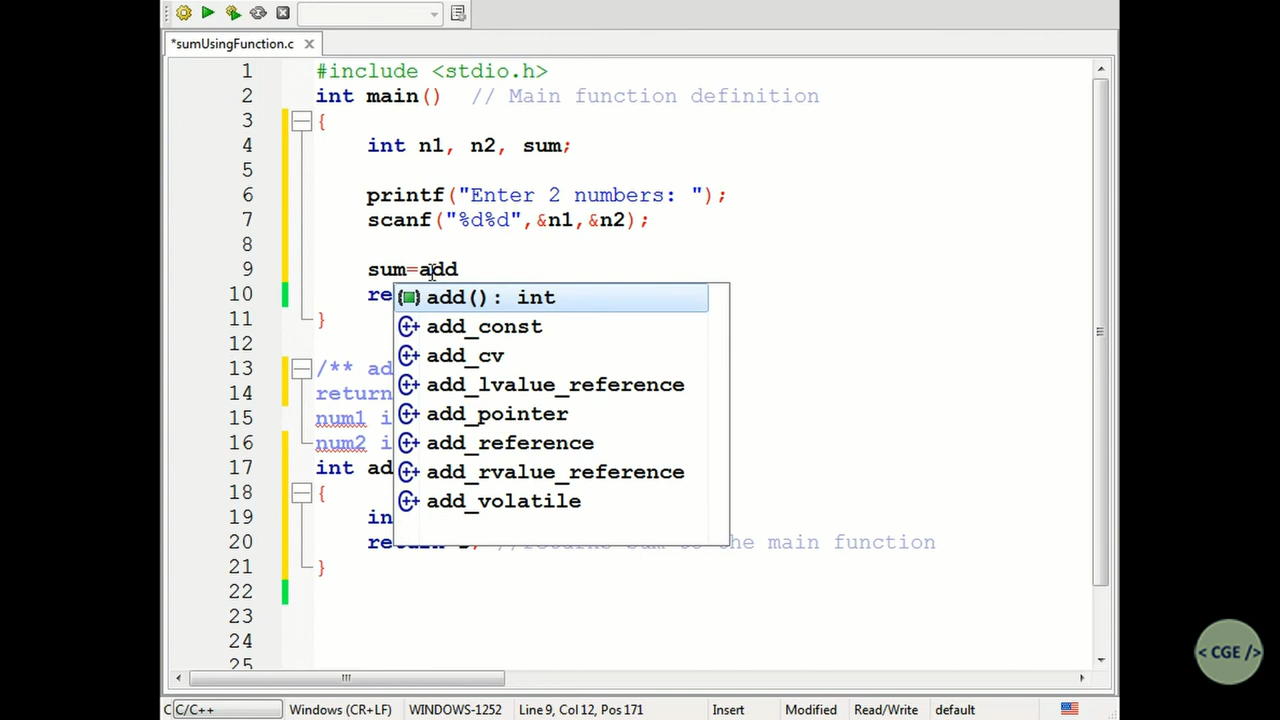 *sumUsingFunction.c
1 #include <stdio.h>
2 int main() // Main function definition
3 {
4 int n1, n2, sum;
5
6 printf("Enter 2 numbers: ");
7 scanf("%d%d",&n1,&n2);
8
9 sum=add
10 re
add(): int
11 }
add_const
12
add_cv
13 /** ad
add_lvalue_reference
14 return
add_pointer
15 num1 i
add_reference
16 num2 i
17 int ad
add_rvalue_reference
18 {
add_volatile
19 in
20 //returns sum to the main function
21 }
22
23
24
25
< CGE />
C/C++ Windows (CR+LF) WINDOWS-1252 Line 9, Col 12, Pos 171 Insert Modified Read/Write default